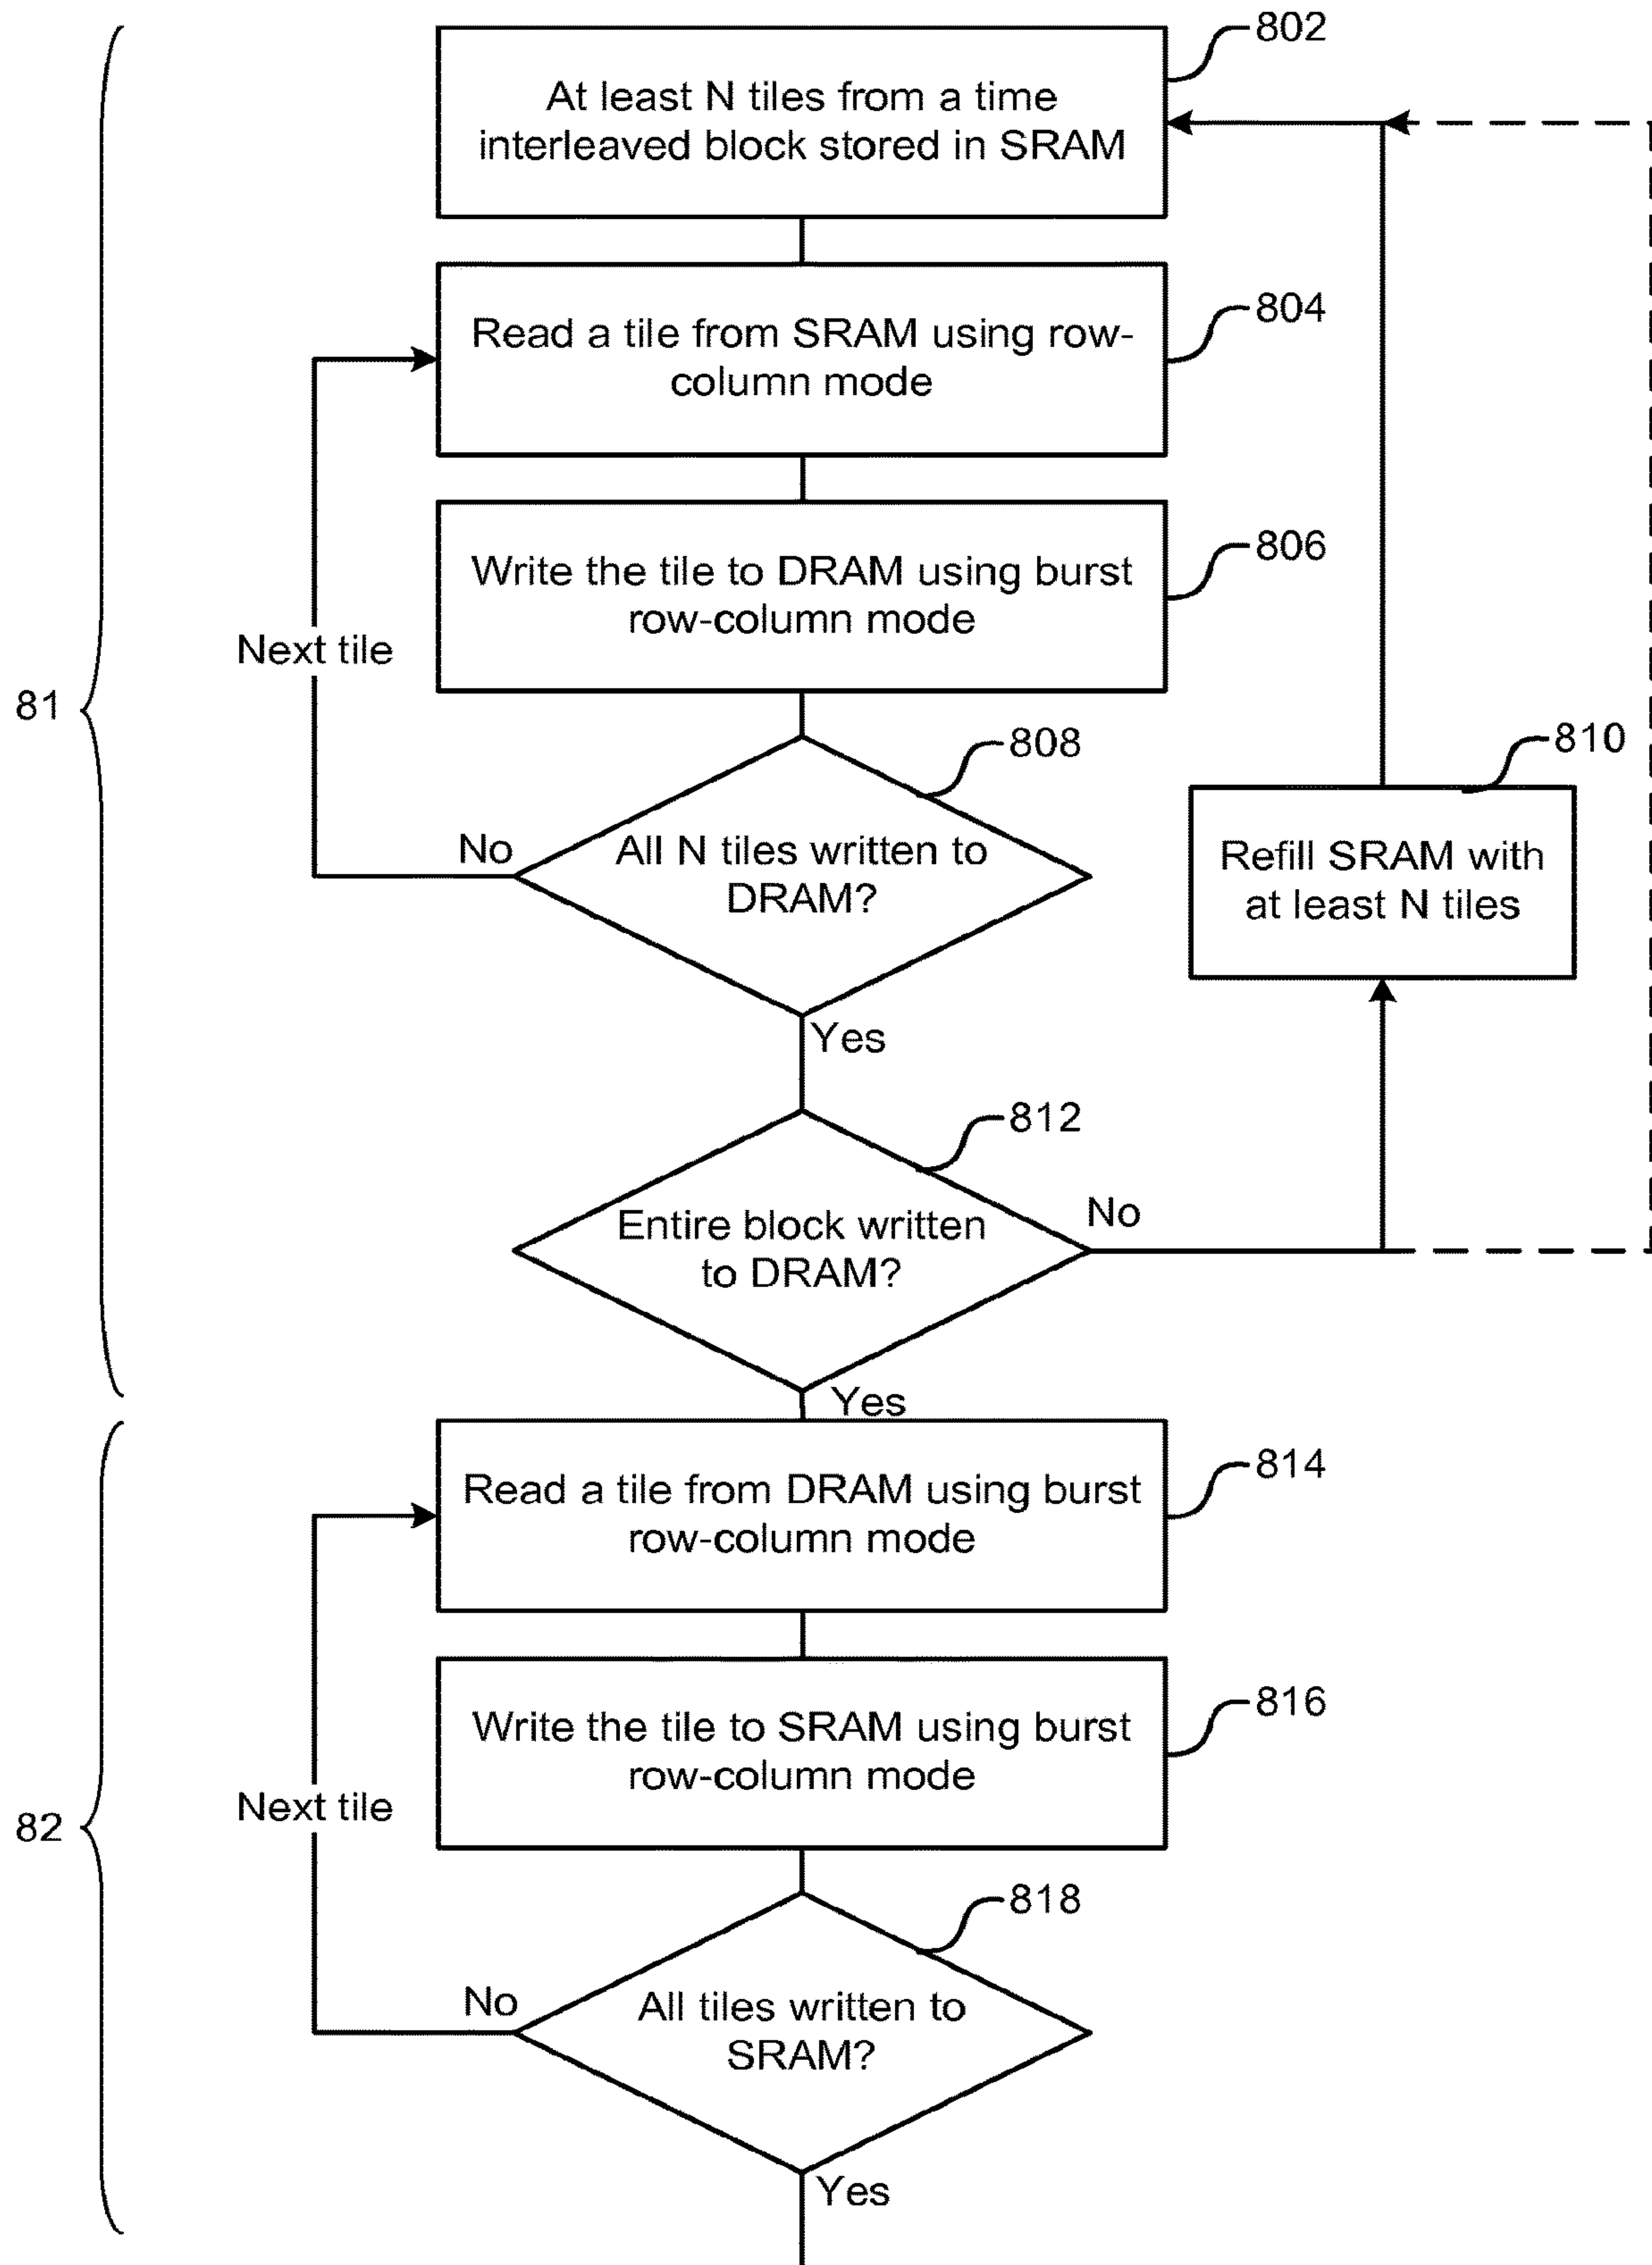 802
At least N tiles from a time
interleaved block stored in SRAM
804
Read a tile from SRAM using row-
column mode
806
Write the tile to DRAM using burst
row-column mode
Next tile
81
808
810
No
All N tiles written to
DRAM?
Refill SRAM with
at least N tiles
Yes
812
No
Entire block written
to DRAM?
Yes
814
Read a tile from DRAM using burst
row-column mode
816
Write the tile to SRAM using burst
row-column mode
Next tile
82
818
No
All tiles written to
SRAM?
Yes